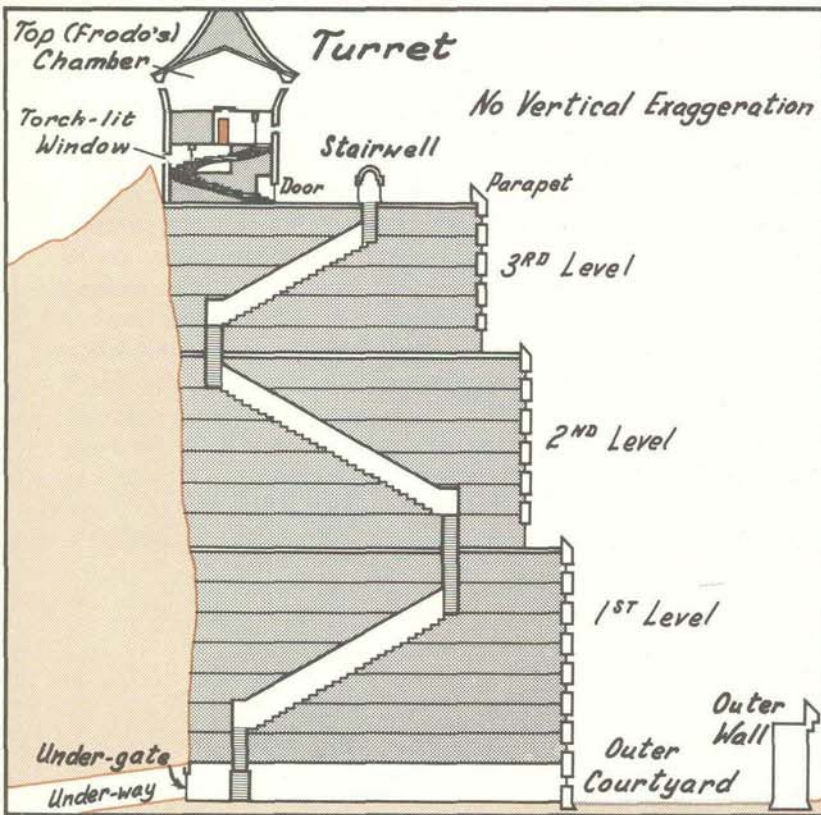 Top (Frodo's)
Chamber
Turret
No Vertical Exaggeration
Torch-lit
Window
Stairwell
Door
Parapet
3RD Level
2ND Level
1ST Level
Outer
Wall
Under-gate
Under-way
Outer
Courtyard